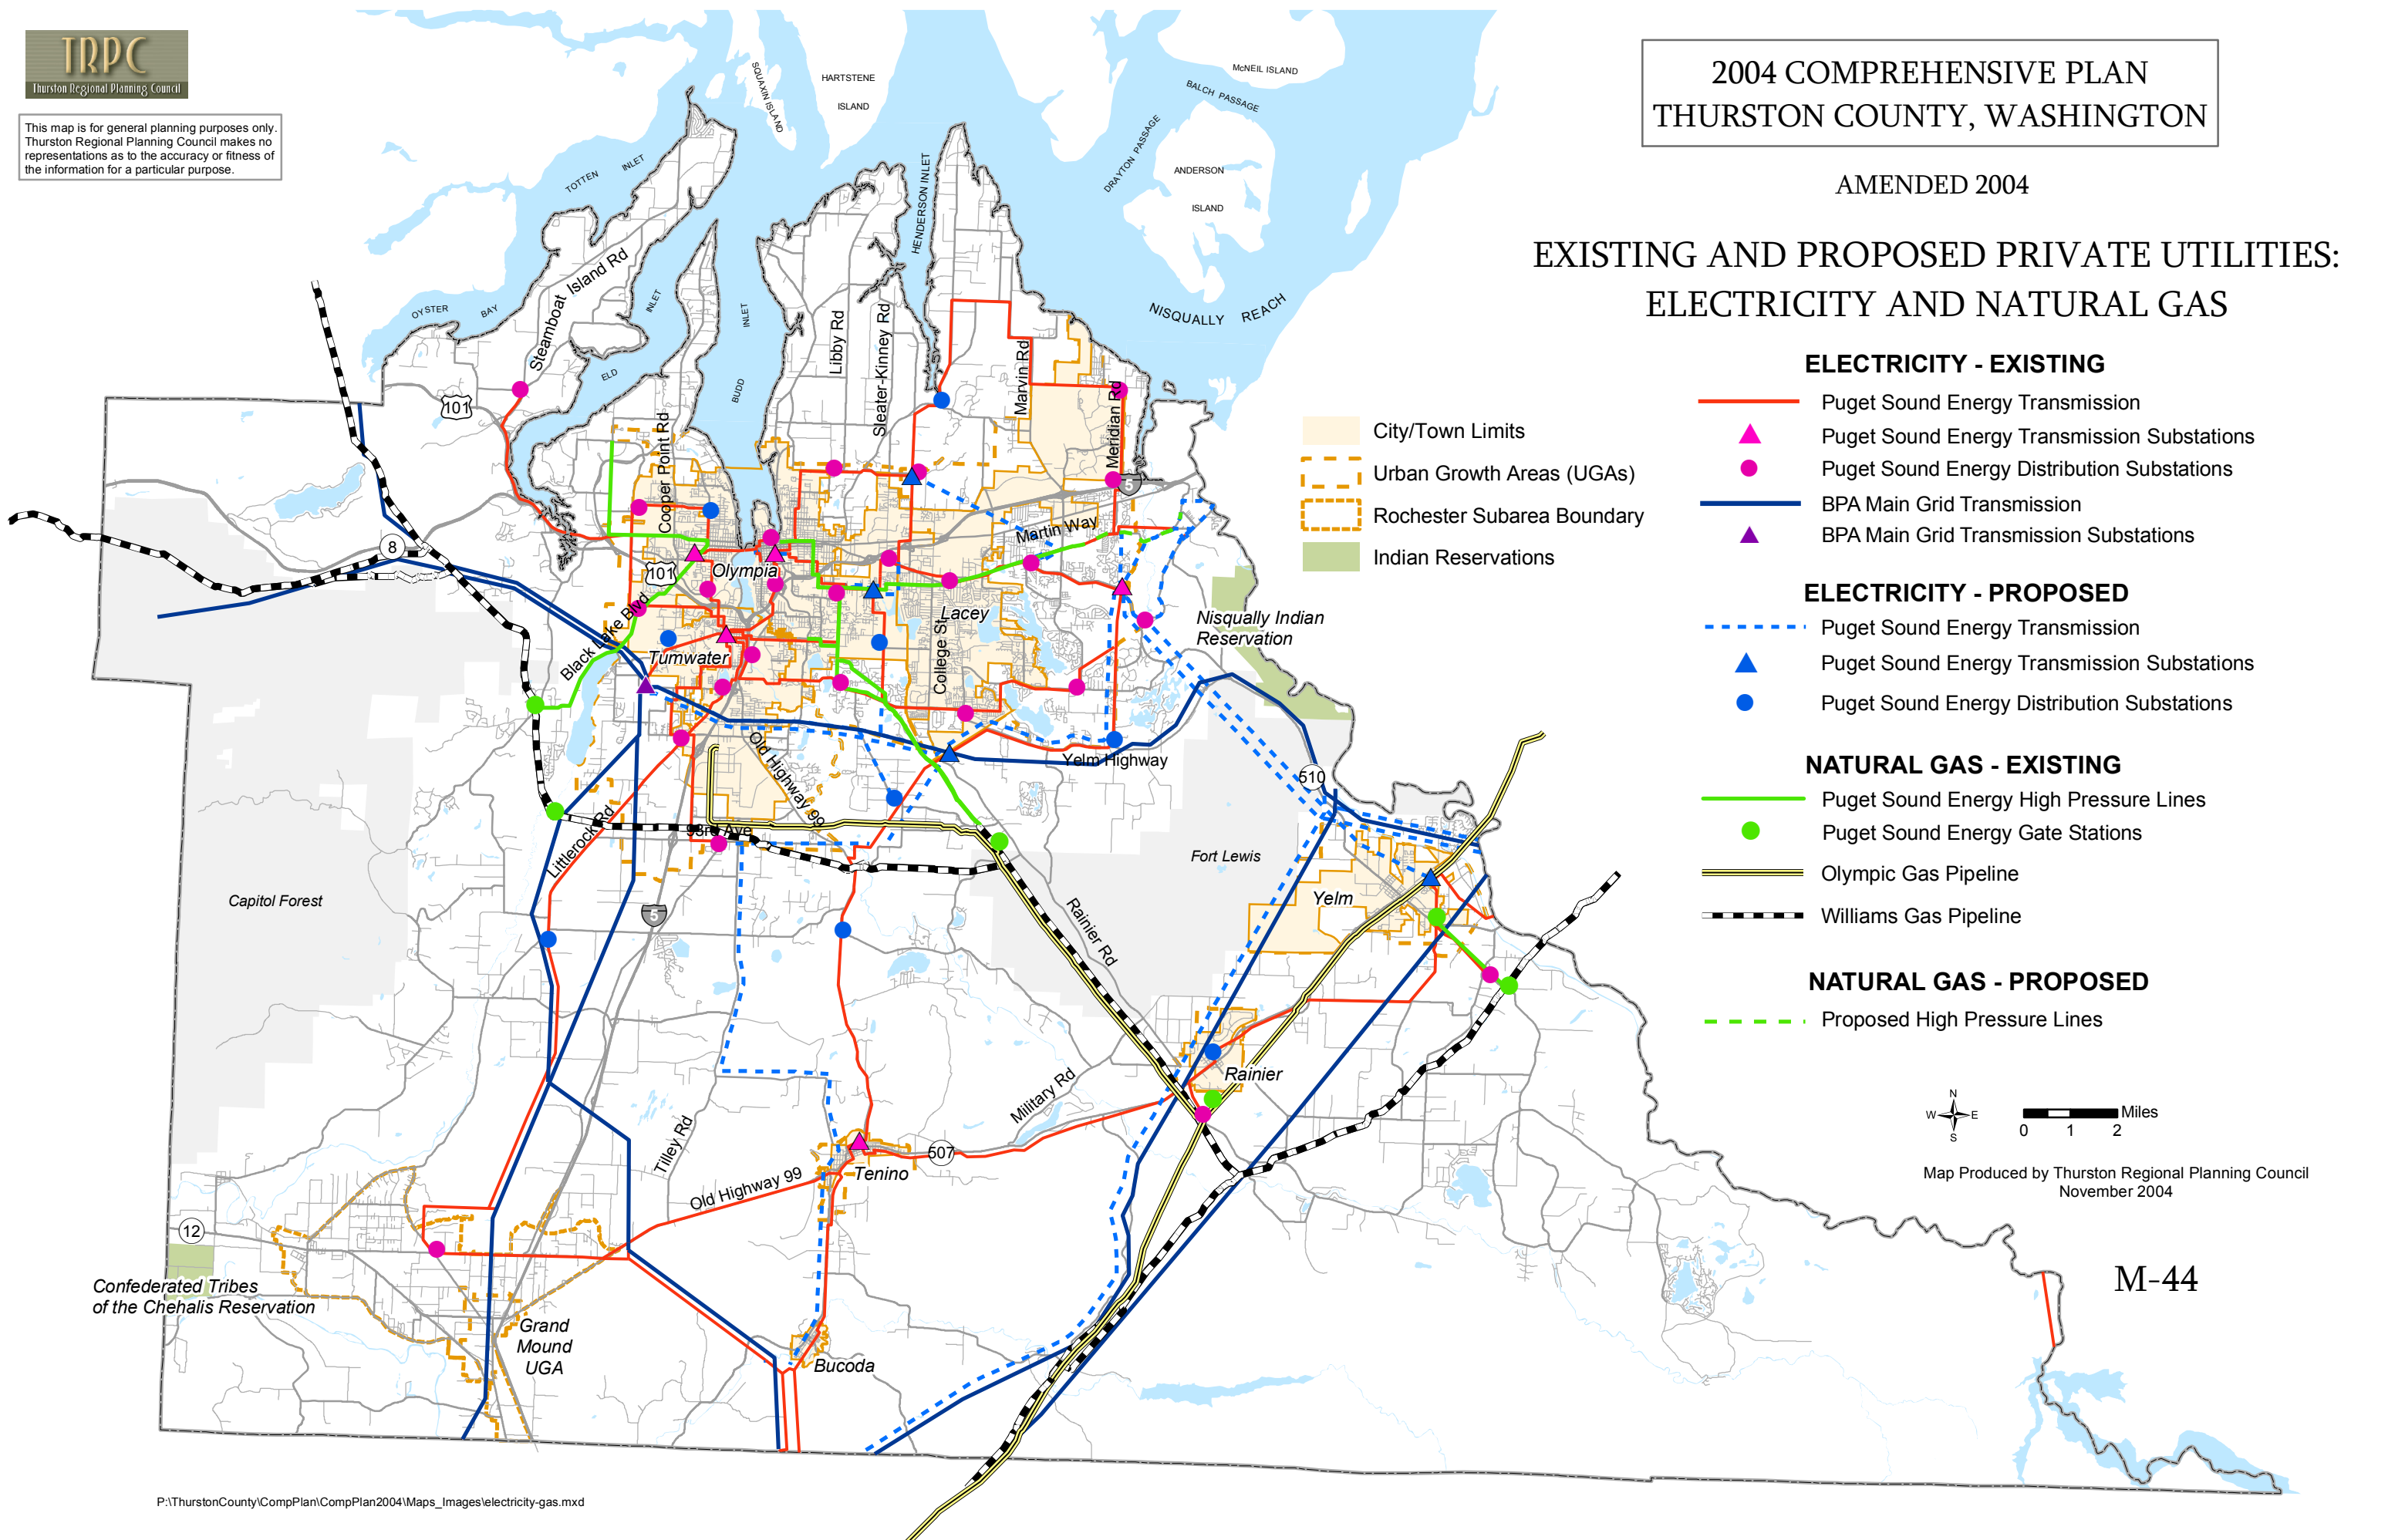 TRPC
Thurston Regional Planning Council
This map is for general planning purposes only.
Thurston Regional Planning Council makes no
representations as to the accuracy or fitness of
the information for a particular purpose.
2004 COMPREHENSIVE PLAN
THURSTON COUNTY, WASHINGTON
AMENDED 2004
EXISTING AND PROPOSED PRIVATE UTILITIES:
ELECTRICITY AND NATURAL GAS
ELECTRICITY - EXISTING
Puget Sound Energy Transmission
Puget Sound Energy Transmission Substations
Puget Sound Energy Distribution Substations
BPA Main Grid Transmission
BPA Main Grid Transmission Substations
ELECTRICITY - PROPOSED
Puget Sound Energy Transmission
Puget Sound Energy Transmission Substations
Puget Sound Energy Distribution Substations
NATURAL GAS - EXISTING
Puget Sound Energy High Pressure Lines
Puget Sound Energy Gate Stations
Olympic Gas Pipeline
Williams Gas Pipeline
NATURAL GAS - PROPOSED
Proposed High Pressure Lines
City/Town Limits
Urban Growth Areas (UGAs)
Rochester Subarea Boundary
Indian Reservations
N
W E
S
Miles
0 1 2
Map Produced by Thurston Regional Planning Council
November 2004
M-44
SQUAXIN ISLAND
HARTSTENE
ISLAND
McNEIL ISLAND
BALCH PASSAGE
DRAYTON PASSAGE
ANDERSON
ISLAND
TOTTEN INLET
HENDERSON INLET
NISQUALLY REACH
OYSTER BAY
ELD INLET
BUDD INLET
Steamboat Island Rd
Libby Rd
Sleater-Kinney Rd
Marvin Rd
Meridian Rd
Cooper Point Rd
101
5
8
Martin Way
101
Olympia
Lacey
College St
Black Lake Blvd
Tumwater
Nisqually Indian
Reservation
Old Highway 99
Yelm Highway
510
93rd Ave
Littlerock Rd
Fort Lewis
Capitol Forest
Yelm
5
Rainier Rd
Rainier
Military Rd
Tilley Rd
507
Tenino
Old Highway 99
12
Confederated Tribes
of the Chehalis Reservation
Grand
Mound
UGA
Bucoda
P:\ThurstonCounty\CompPlan\CompPlan2004\Maps_Images\electricity-gas.mxd